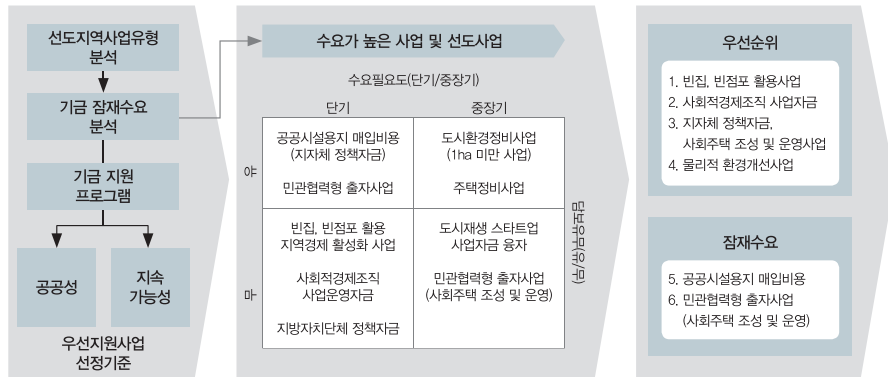 선도지역사업유형
분석
기금 잠재수요
분석
기금 지원
프로그램
공공성
지속
가능성
우선지원사업
선정기준
수요가 높은 사업 및 선도사업
수요필요도(단기/중장기)
단기
중장기
유
공공시설용지 매입비용
(지자체 정책자금)
민관협력형 출자사업
도시환경정비사업
(1ha 미만 사업)
주택정비사업
무
빈집, 빈점포 활용
지역경제 활성화 사업
사회적경제조직
사업운영자금
지방자치단체 정책자금
도시재생 스타트업
사업자금 융자
민관협력형 출자사업
(사회주택 조성 및 운영)
담보유무(유/무)
우선순위
1. 빈집, 빈점포 활용사업
2. 사회적경제조직 사업자금
3. 지자체 정책자금,
사회주택 조성 및 운영사업
4. 물리적 환경개선사업
잠재수요
5. 공공시설용지 매입비용
6. 민관협력형 출자사업
(사회주택 조성 및 운영)